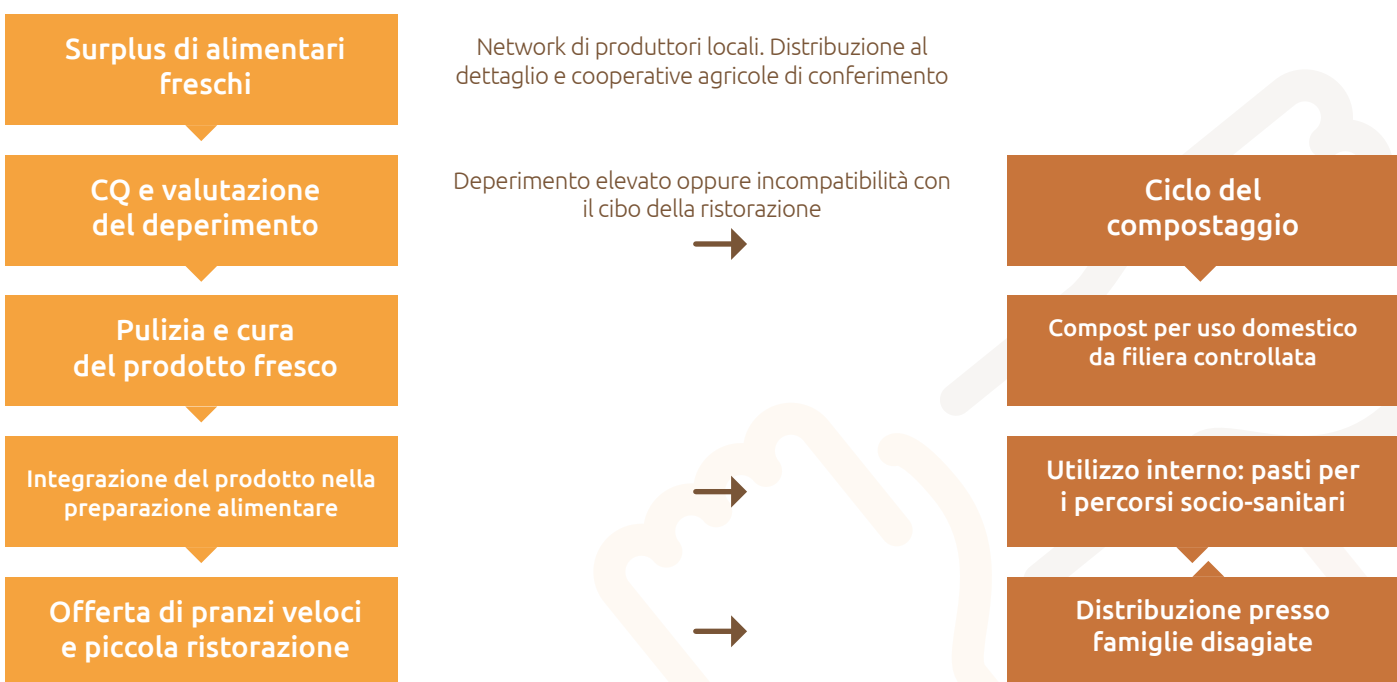 Surplus di alimentari
freschi
Network di produttori locali. Distribuzione al
dettaglio e cooperative agricole di conferimento
CQ e valutazione
del deperimento
Deperimento elevato oppure incompatibilità con
il cibo della ristorazione
Ciclo del
compostaggio
Pulizia e cura
del prodotto fresco
Compost per uso domestico
da filiera controllata
Integrazione del prodotto nella
preparazione alimentare
Utilizzo interno: pasti per
i percorsi socio-sanitari
Offerta di pranzi veloci
e piccola ristorazione
Distribuzione presso
famiglie disagiate